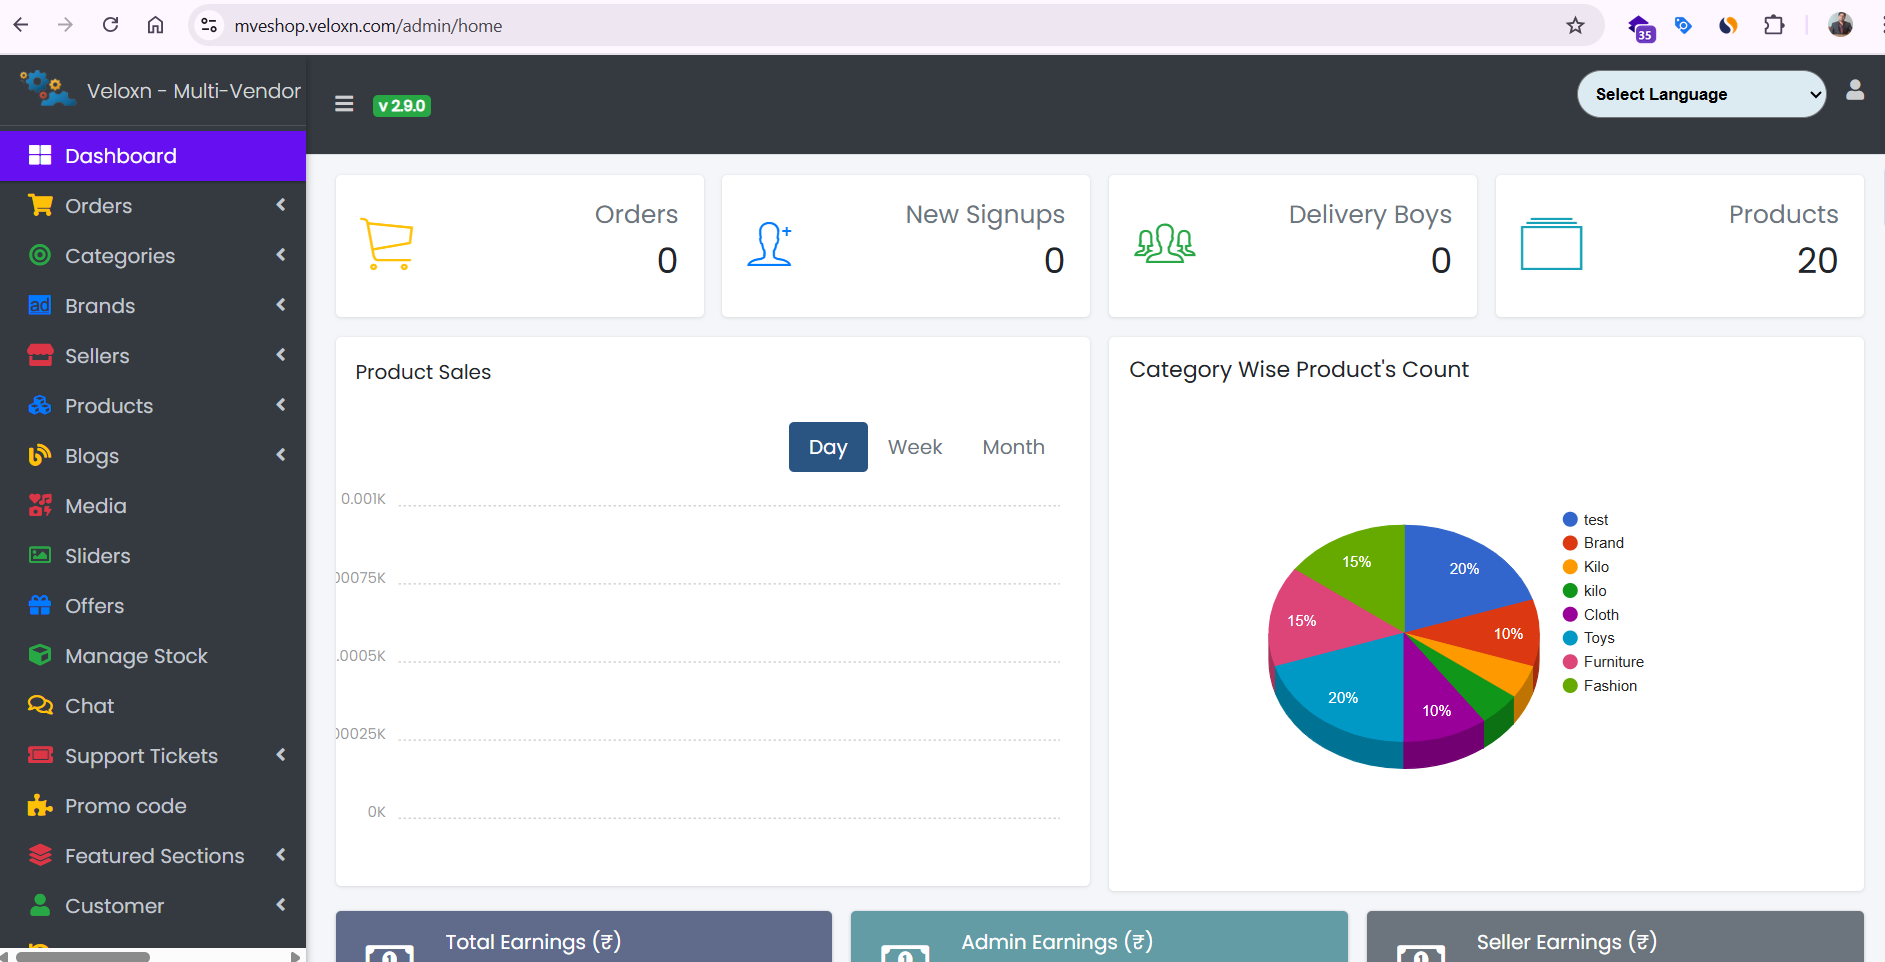 mveshop.veloxn.com/admin/home
35
Veloxn - Multi-Vendor
v 2.9.0
Select Language
Dashboard
Orders
Categories
ad
Brands
Sellers
Products
Blogs
Media
Sliders
Offers
Manage Stock
Chat
Support Tickets
Promo code
Featured Sections
Customer
Orders
0
New Signups
0
Delivery Boys
0
Products
20
Product Sales
Day Week Month
0.001K
00075K
.0005K
00025K
0K
Category Wise Product's Count
15%
20%
15%
10%
20%
10%
test
Brand
Kilo
kilo
Cloth
Toys
Furniture
Fashion
Total Earnings (₹)
Admin Earnings (₹)
Seller Earnings (₹)